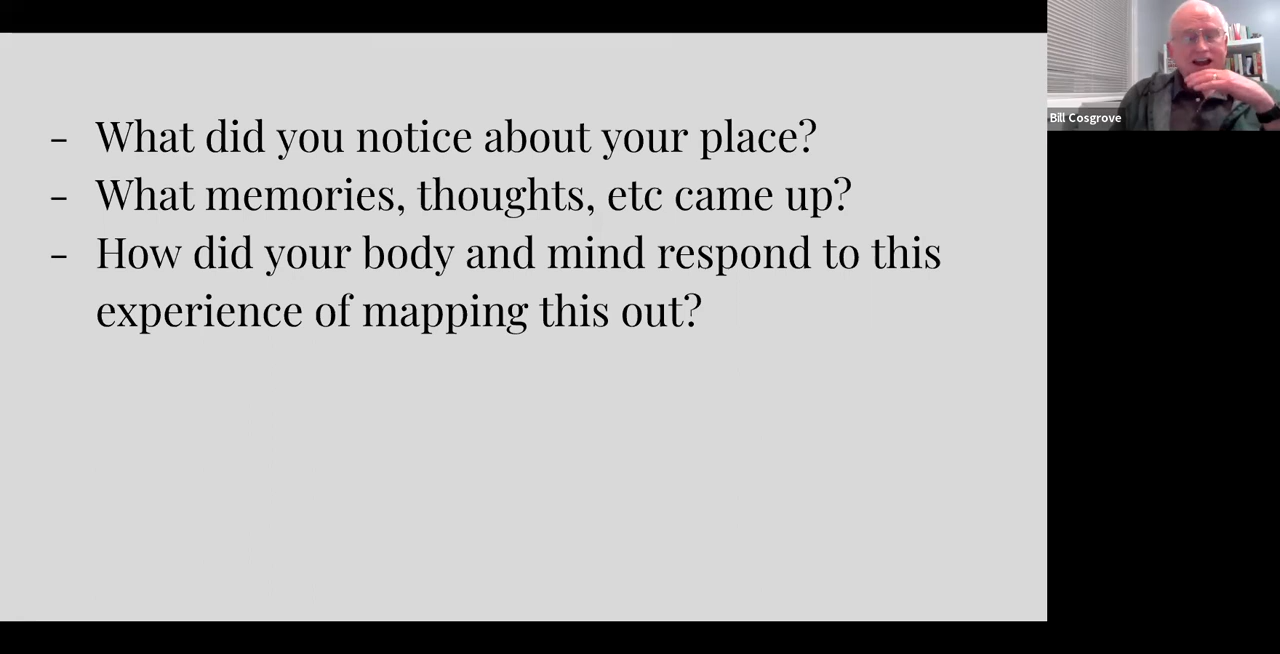 - What did you notice about your place?
- What memories, thoughts, etc came up?
- How did your body and mind respond to this
experience of mapping this out?
Bill Cosgrove